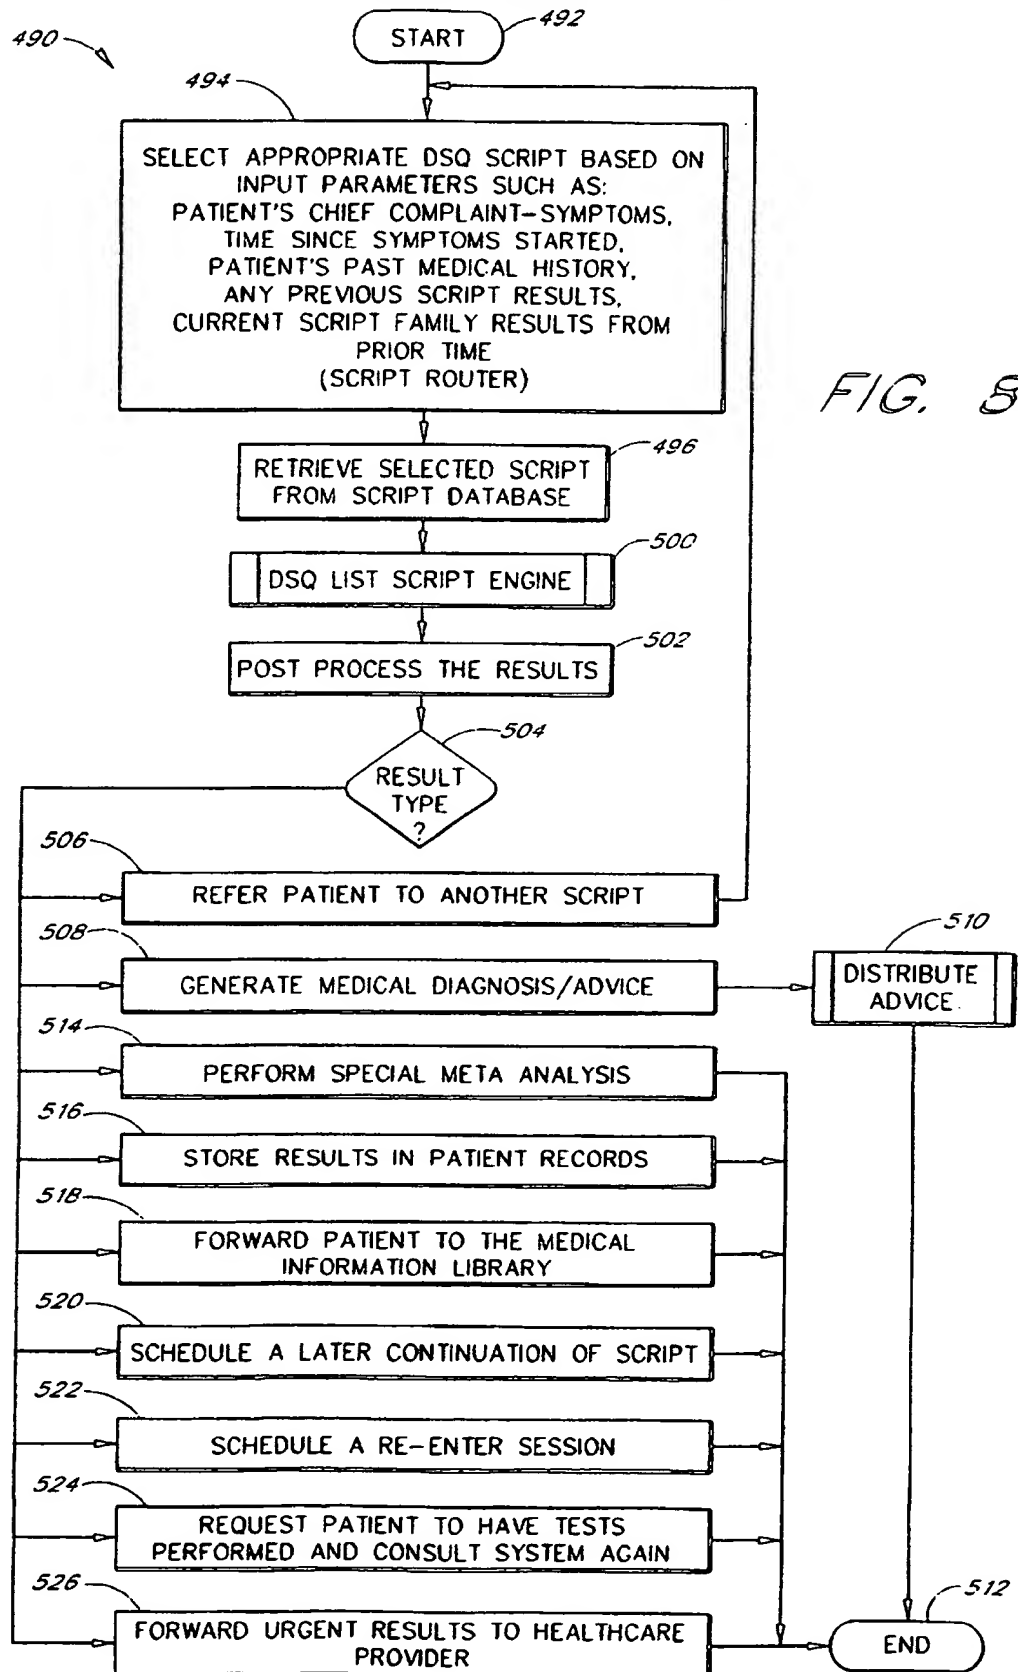 490
START
492
494
SELECT APPROPRIATE DSQ SCRIPT BASED ON
INPUT PARAMETERS SUCH AS:
PATIENT'S CHIEF COMPLAINT-SYMPTOMS,
TIME SINCE SYMPTOMS STARTED,
PATIENT'S PAST MEDICAL HISTORY,
ANY PREVIOUS SCRIPT RESULTS,
CURRENT SCRIPT FAMILY RESULTS FROM
PRIOR TIME
(SCRIPT ROUTER)
FIG. 8
496
RETRIEVE SELECTED SCRIPT
FROM SCRIPT DATABASE
500
DSQ LIST SCRIPT ENGINE
502
POST PROCESS THE RESULTS
504
RESULT
TYPE
?
506
REFER PATIENT TO ANOTHER SCRIPT
508
GENERATE MEDICAL DIAGNOSIS/ADVICE
510
DISTRIBUTE
ADVICE
514
PERFORM SPECIAL META ANALYSIS
516
STORE RESULTS IN PATIENT RECORDS
518
FORWARD PATIENT TO THE MEDICAL
INFORMATION LIBRARY
520
SCHEDULE A LATER CONTINUATION OF SCRIPT
522
SCHEDULE A RE-ENTER SESSION
524
REQUEST PATIENT TO HAVE TESTS
PERFORMED AND CONSULT SYSTEM AGAIN
526
FORWARD URGENT RESULTS TO HEALTHCARE
PROVIDER
512
END